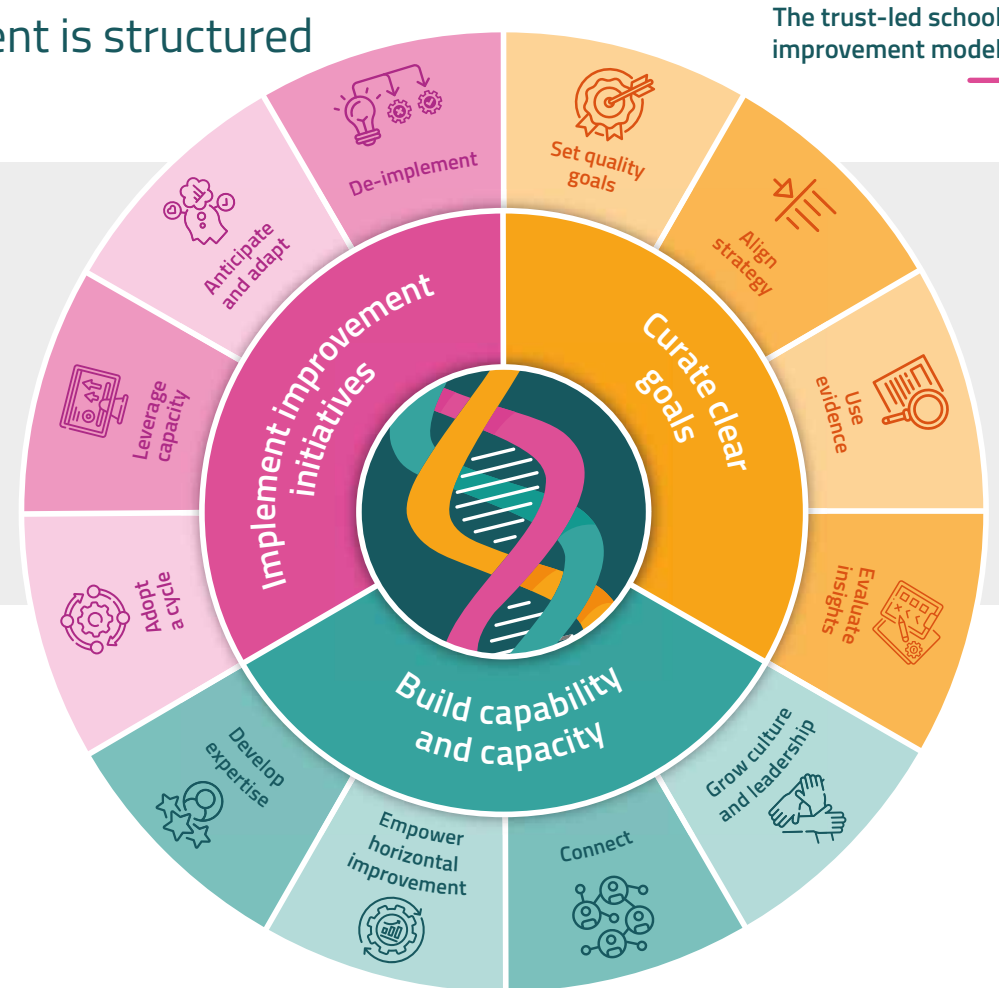 ent is structured
The trust-led school
improvement model
De-implement
Set quality
goals
Align
strategy
Use
evidence
Evaluate
insights
Grow culture
and leadership
Connect
Empower
horizontal
improvement
Develop
expertise
Adopt
a cycle
Leverage
capacity
Anticipate
and adapt
Implement improvement
initiatives
Curate clear
goals
Build capability
and capacity